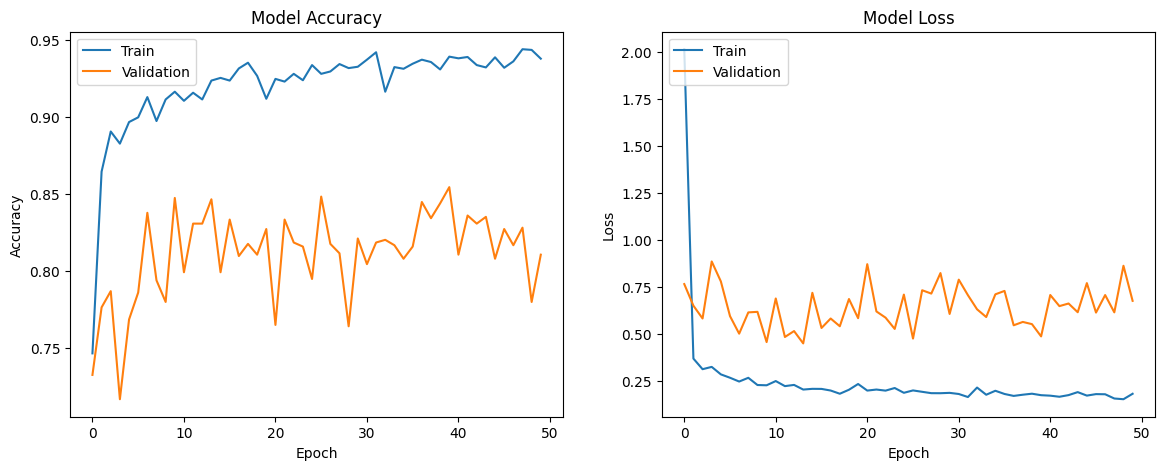 Model Accuracy
Train
Validation
0.95
0.90
0.85
0.80
0.75
Accuracy
0 10 20 30 40 50
Epoch
Model Loss
Train
Validation
2.00
1.75
1.50
1.25
1.00
0.75
0.50
0.25
Loss
0 10 20 30 40 50
Epoch